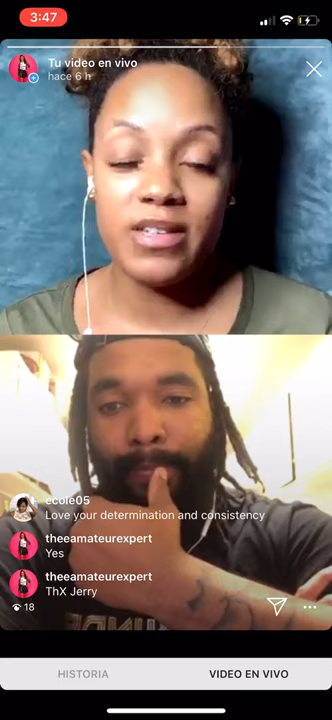 3:47
Tu video en vivo
hace 6 h
ecole05
Love your determination and consistency
theeamateurexpert
Yes
theeamateurexpert
ThX Jerry
18
HISTORIA
VIDEO EN VIVO